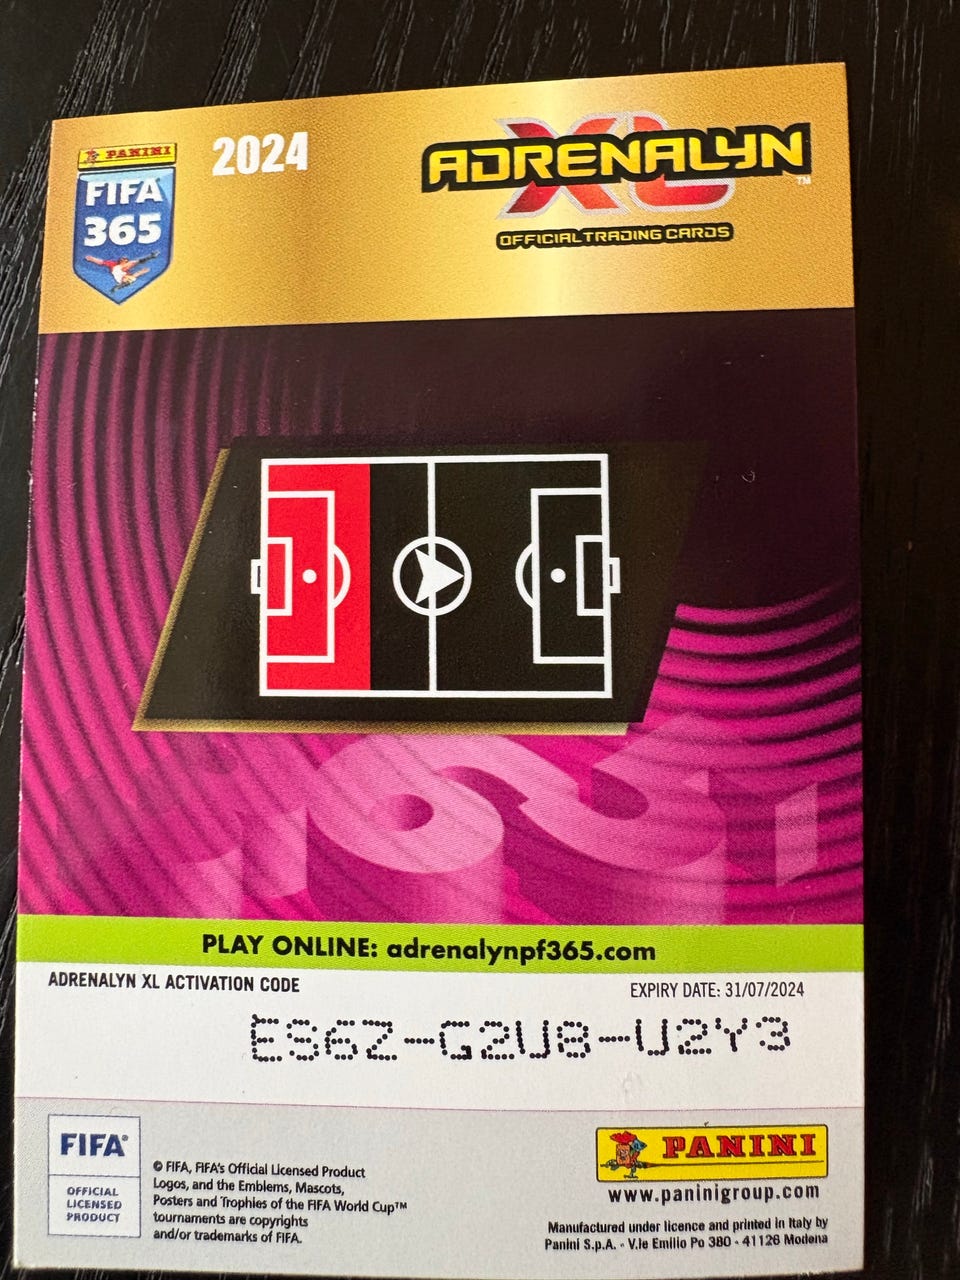 PANINI
FIFA
365
2024
ADRENALYN
XL
™
OFFICIAL TRADING CARDS
PLAY ONLINE: adrenalynpf365.com
ADRENALYN XL ACTIVATION CODE
EXPIRY DATE: 31/07/2024
ES6Z-G2U8-U2Y3
FIFA®
OFFICIAL
LICENSED
PRODUCT
© FIFA, FIFA's Official Licensed Product
Logos, and the Emblems, Mascots,
Posters and Trophies of the FIFA World Cup™
tournaments are copyrights
and/or trademarks of FIFA.
PANINI
www.paninigroup.com
Manufactured under licence and printed in Italy by
Panini S.p.A. - V.le Emilio Po 380 - 41126 Modena